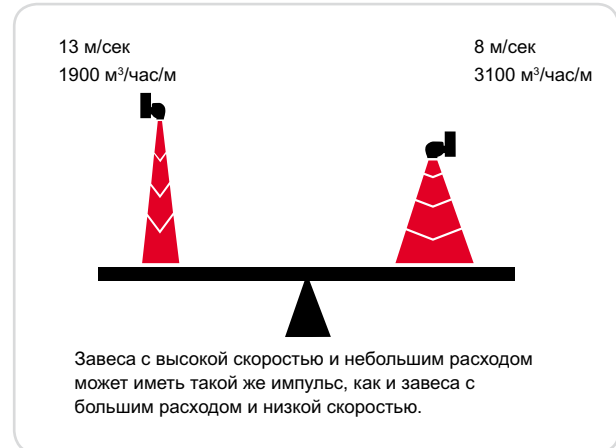 13 м/сек
1900 м³/час/м
8 м/сек
3100 м³/час/м
Завеса с высокой скоростью и небольшим расходом
может иметь такой же импульс, как и завеса с
большим расходом и низкой скоростью.